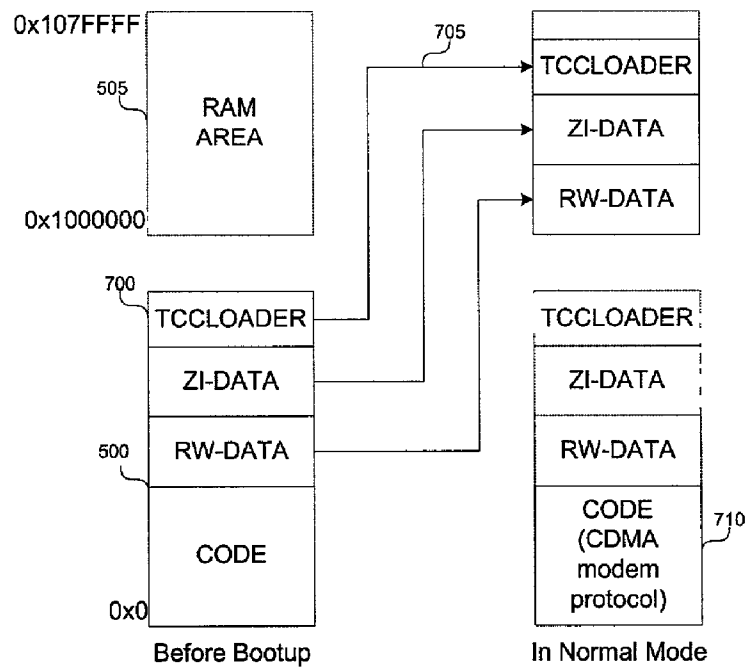 0x107FFFF
505
RAM
AREA
0x1000000
705
TCCLOADER
ZI-DATA
RW-DATA
700
TCCLOADER
ZI-DATA
500
RW-DATA
CODE
0x0
Before Bootup
TCCLOADER
ZI-DATA
RW-DATA
CODE
(CDMA
modem
protocol)
710
In Normal Mode